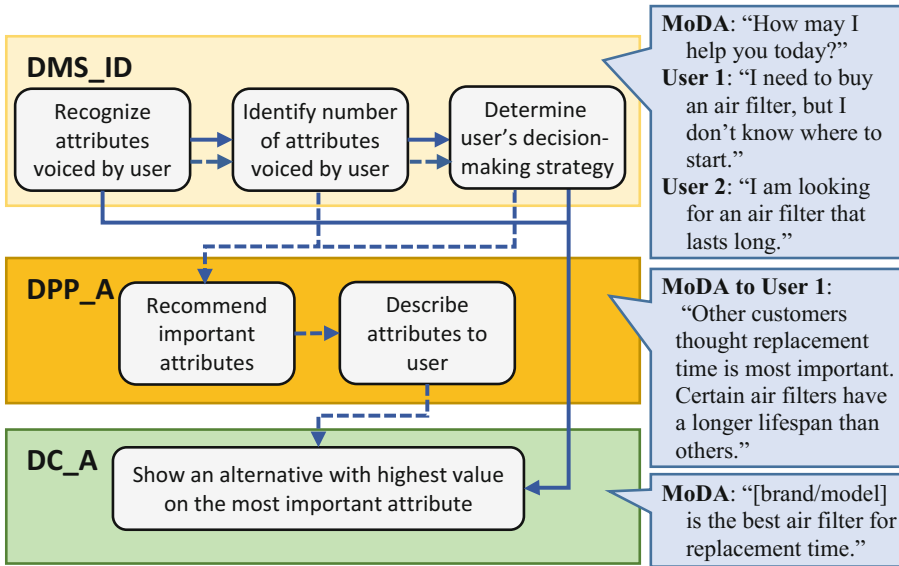 DMS_ID
Recognize
attributes
voiced by user
Identify number
of attributes
voiced by user
Determine
user’s decision-
making strategy
MoDA: “How may I
help you today?”
User 1: “I need to buy
an air filter, but I
don’t know where to
start.”
User 2: “I am looking
for an air filter that
lasts long.”
DPP_A
Recommend
important
attributes
Describe
attributes to
user
MoDA to User 1:
“Other customers
thought replacement
time is most important.
Certain air filters have
a longer lifespan than
others.”
DC_A
Show an alternative with highest value
on the most important attribute
MoDA: “[brand/model]
is the best air filter for
replacement time.”